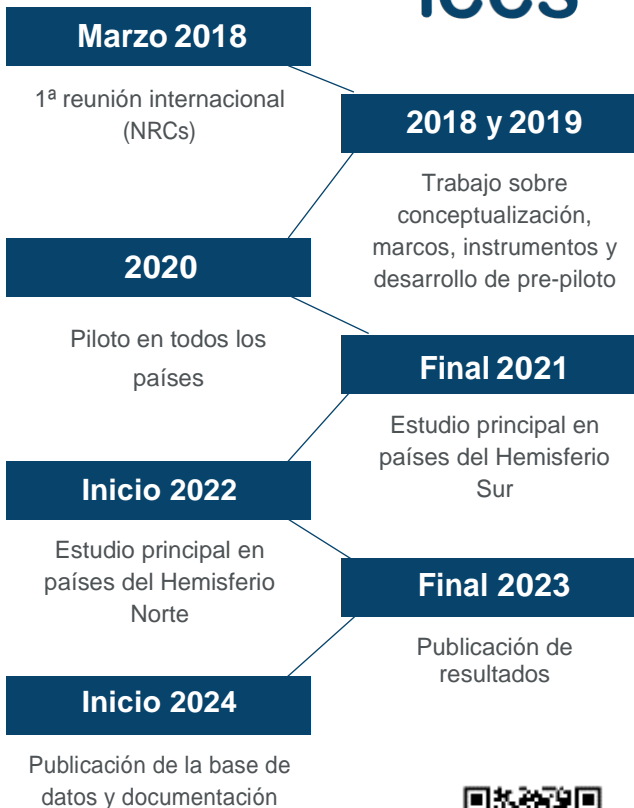 iccs
Marzo 2018
1ª reunión internacional
(NRCs)
2018 y 2019
Trabajo sobre
conceptualización,
marcos, instrumentos y
desarrollo de pre-piloto
2020
Piloto en todos los
países
Final 2021
Estudio principal en
países del Hemisferio
Sur
Inicio 2022
Estudio principal en
países del Hemisferio
Norte
Final 2023
Publicación de
resultados
Inicio 2024
Publicación de la base de
datos y documentación